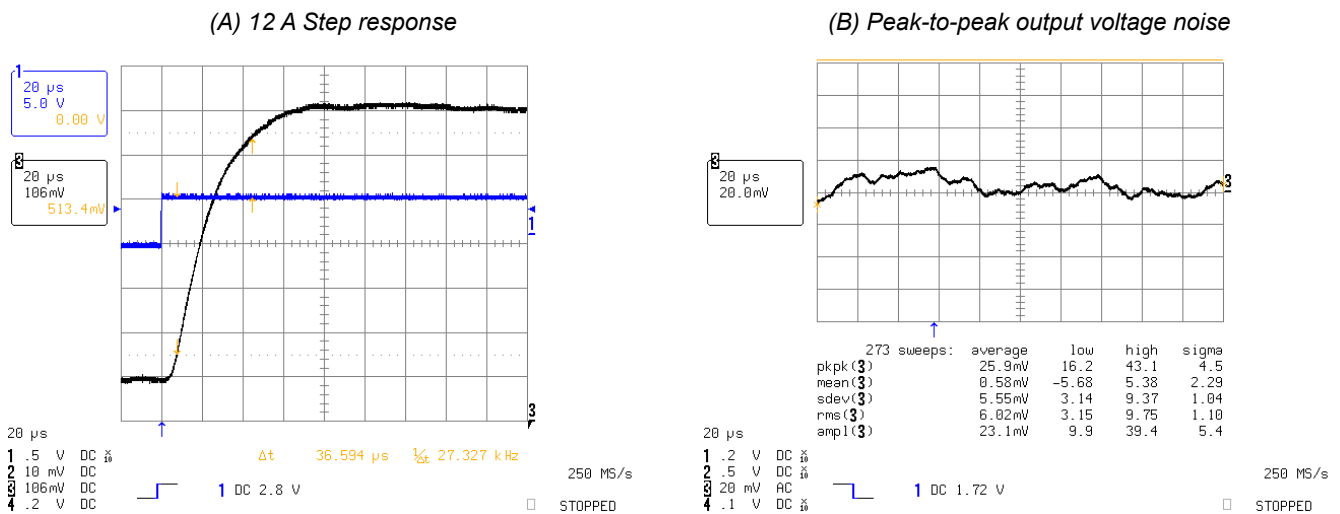 (A) 12 A Step response
1
20 µs
5.0 V
0.00 V
3
20 µs
106mV
513.4mV
1
3
20 µs
1 .5 V DC ×10
2 10 mV DC
3 106mV DC
4 .2 V DC
Δt 36.594 µs 1/Δt 27.327 kHz
1 DC 2.8 V
250 MS/s
STOPPED
(B) Peak-to-peak output voltage noise
3
20 µs
20.0mV
3
273 sweeps: average low high sigma
pkpk(3) 25.9mV 16.2 43.1 4.5
mean(3) 0.58mV -5.68 5.38 2.29
sdev(3) 5.55mV 3.14 9.37 1.04
rms(3) 6.02mV 3.15 9.75 1.10
ampl(3) 23.1mV 9.9 39.4 5.4
20 µs
1 .2 V DC ×10
2 .5 V DC ×10
3 20 mV AC
4 .1 V DC ×10
1 DC 1.72 V
250 MS/s
STOPPED